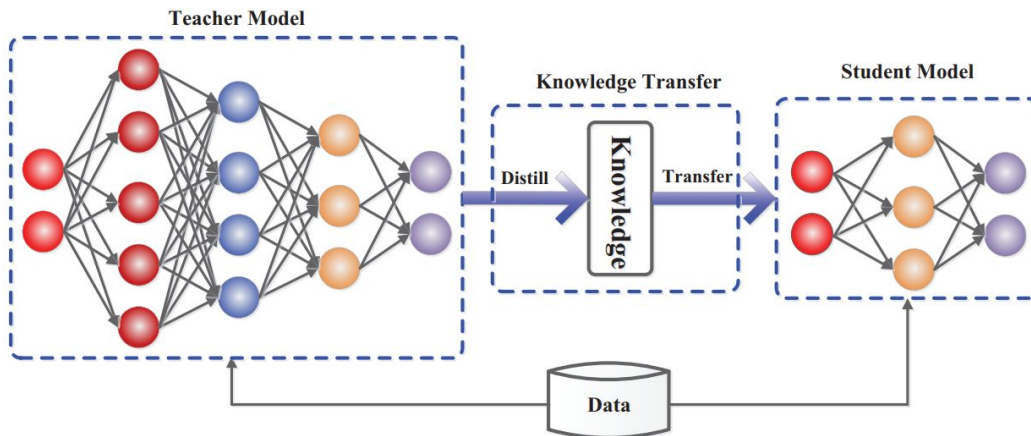 Teacher Model
Knowledge Transfer
Student Model
Distill
Knowledge
Transfer
Data